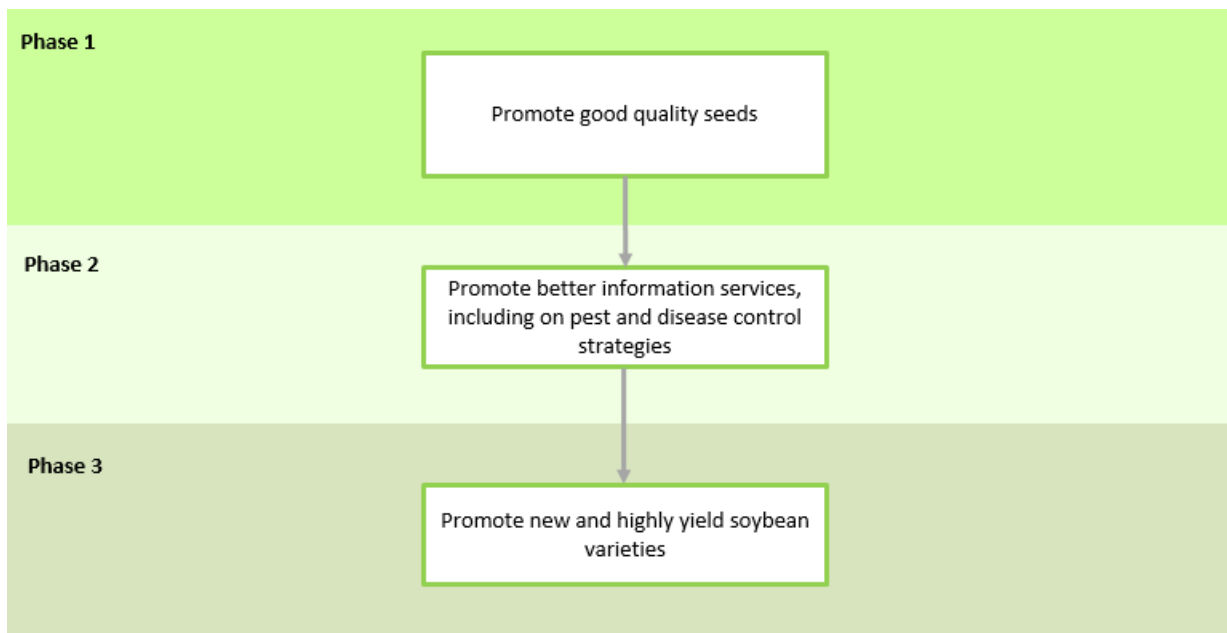 Phase 1
Promote good quality seeds
Phase 2
Promote better information services,
including on pest and disease control
strategies
Phase 3
Promote new and highly yield soybean
varieties